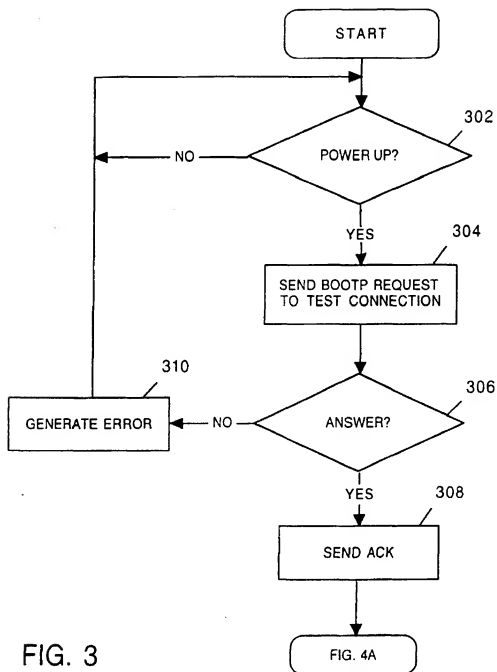 START
302
POWER UP?
NO
YES
304
SEND BOOTP REQUEST
TO TEST CONNECTION
310
306
GENERATE ERROR
NO
ANSWER?
YES
308
SEND ACK
FIG. 3
FIG. 4A